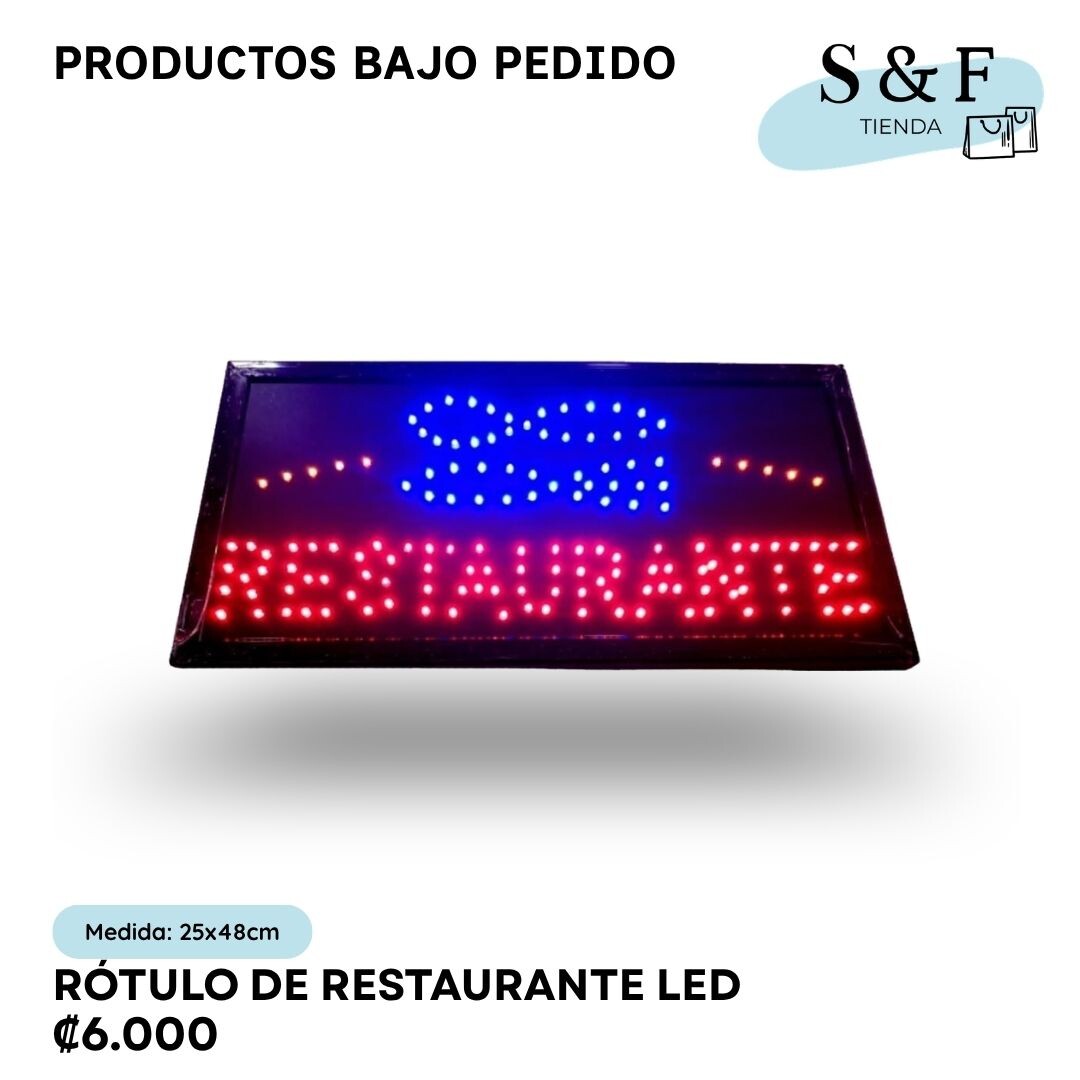 PRODUCTOS BAJO PEDIDO
S & F
TIENDA
RESTAURANTE
Medida: 25x48cm
RÓTULO DE RESTAURANTE LED
₡6.000